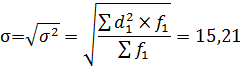 σ=√σ² = √(∑ d₁² × f₁ / ∑ f₁) = 15,21